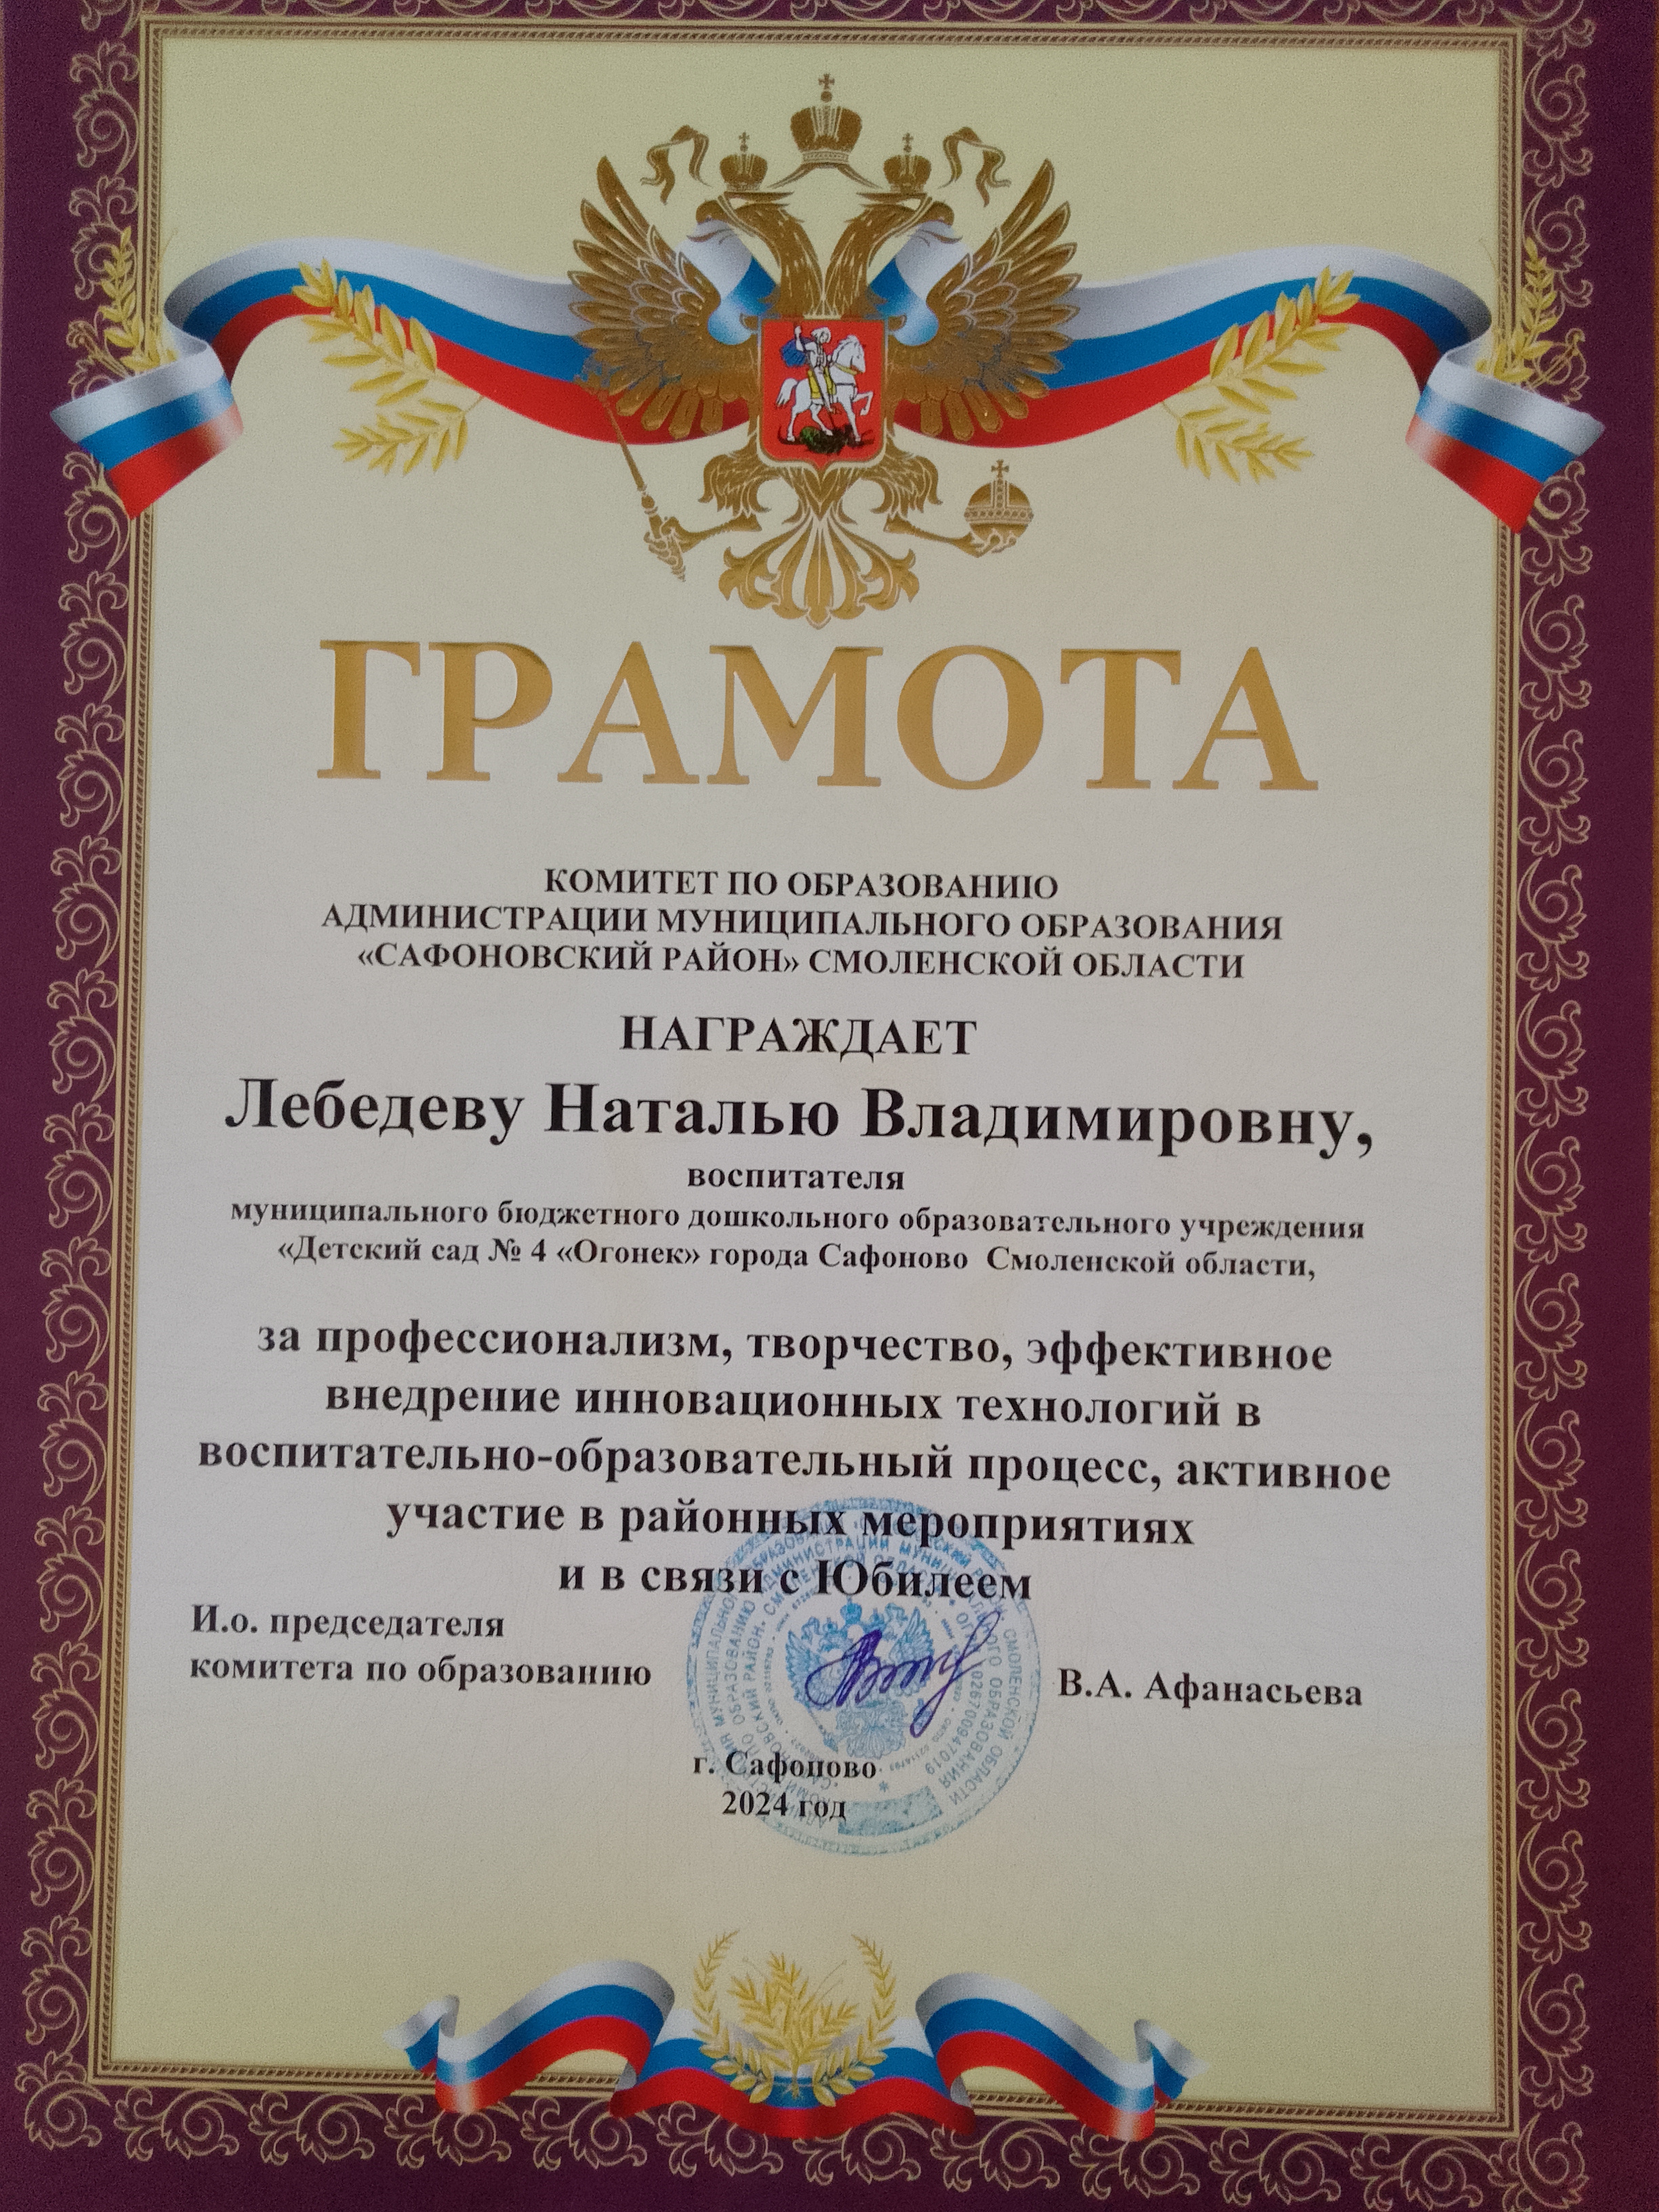 ГРАМОТА
КОМИТЕТ ПО ОБРАЗОВАНИЮ
АДМИНИСТРАЦИИ МУНИЦИПАЛЬНОГО ОБРАЗОВАНИЯ
«САФОНОВСКИЙ РАЙОН» СМОЛЕНСКОЙ ОБЛАСТИ
НАГРАЖДАЕТ
Лебедеву Наталью Владимировну,
воспитателя
муниципального бюджетного дошкольного образовательного учреждения
«Детский сад № 4 «Огонек» города Сафоново Смоленской области,
за профессионализм, творчество, эффективное
внедрение инновационных технологий в
воспитательно-образовательный процесс, активное
участие в районных мероприятиях
и в связи с Юбилеем
И.о. председателя
комитета по образованию
В.А. Афанасьева
г. Сафоново
2024 год